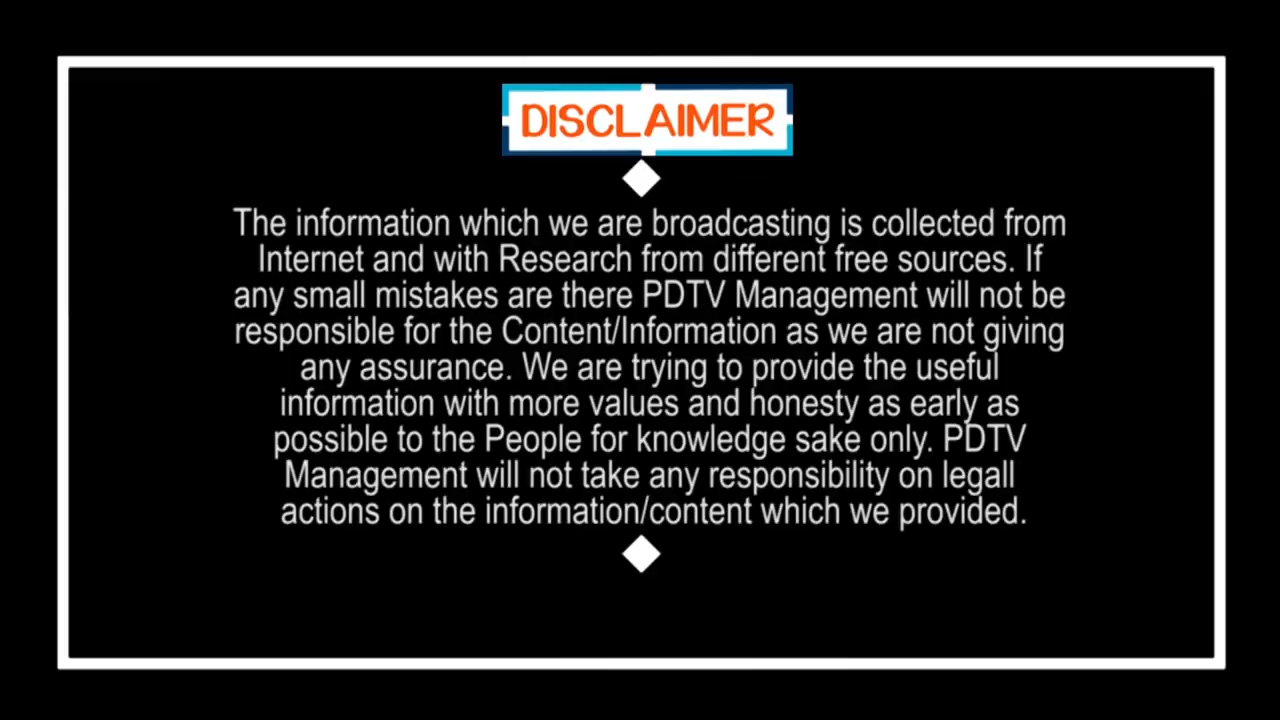 DISCLAIMER
The information which we are broadcasting is collected from
Internet and with Research from different free sources. If
any small mistakes are there PDTV Management will not be
responsible for the Content/Information as we are not giving
any assurance. We are trying to provide the useful
information with more values and honesty as early as
possible to the People for knowledge sake only. PDTV
Management will not take any responsibility on legall
actions on the information/content which we provided.